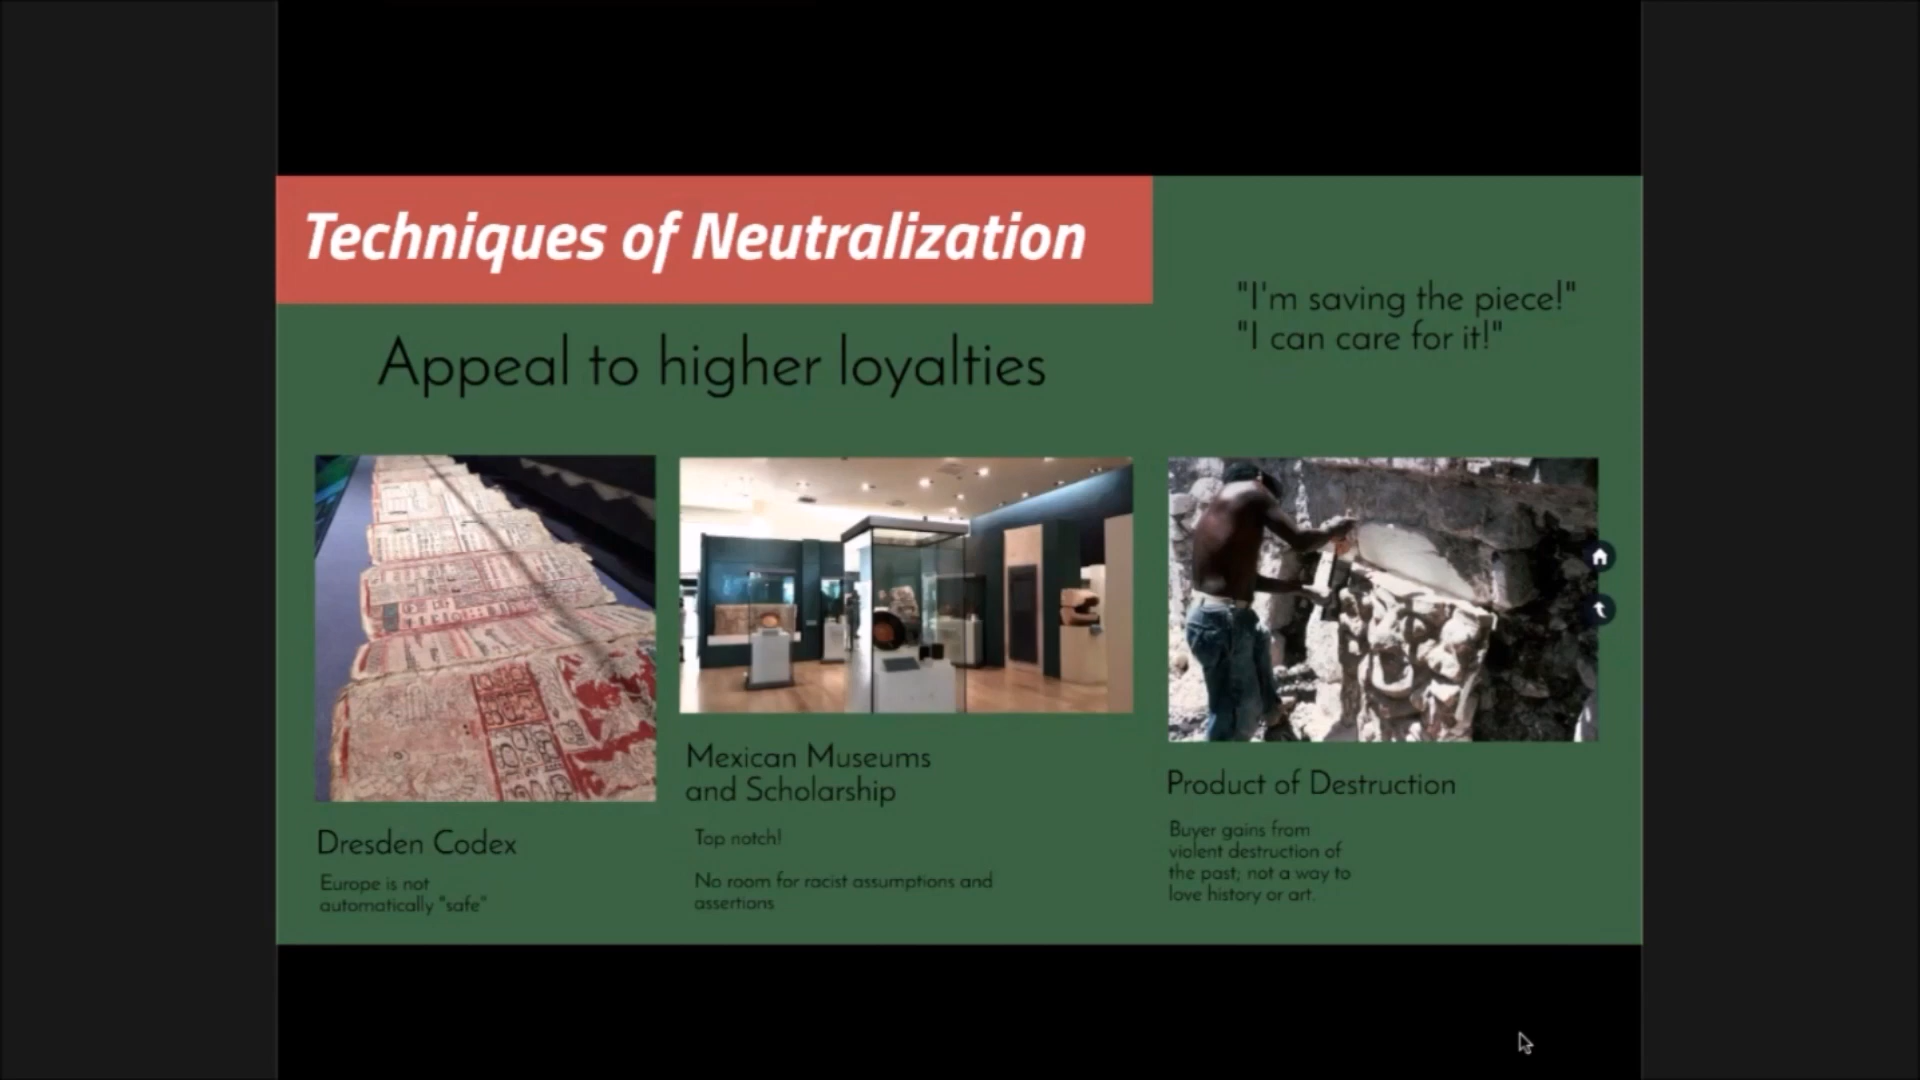 Techniques of Neutralization
"I'm saving the piece!"
"I can care for it!"
Appeal to higher loyalties
Dresden Codex
Europe is not
automatically "safe"
Mexican Museums
and Scholarship
Top notch!
No room for racist assumptions and
assertions
Product of Destruction
Buyer gains from
violent destruction of
the past; not a way to
love history or art.